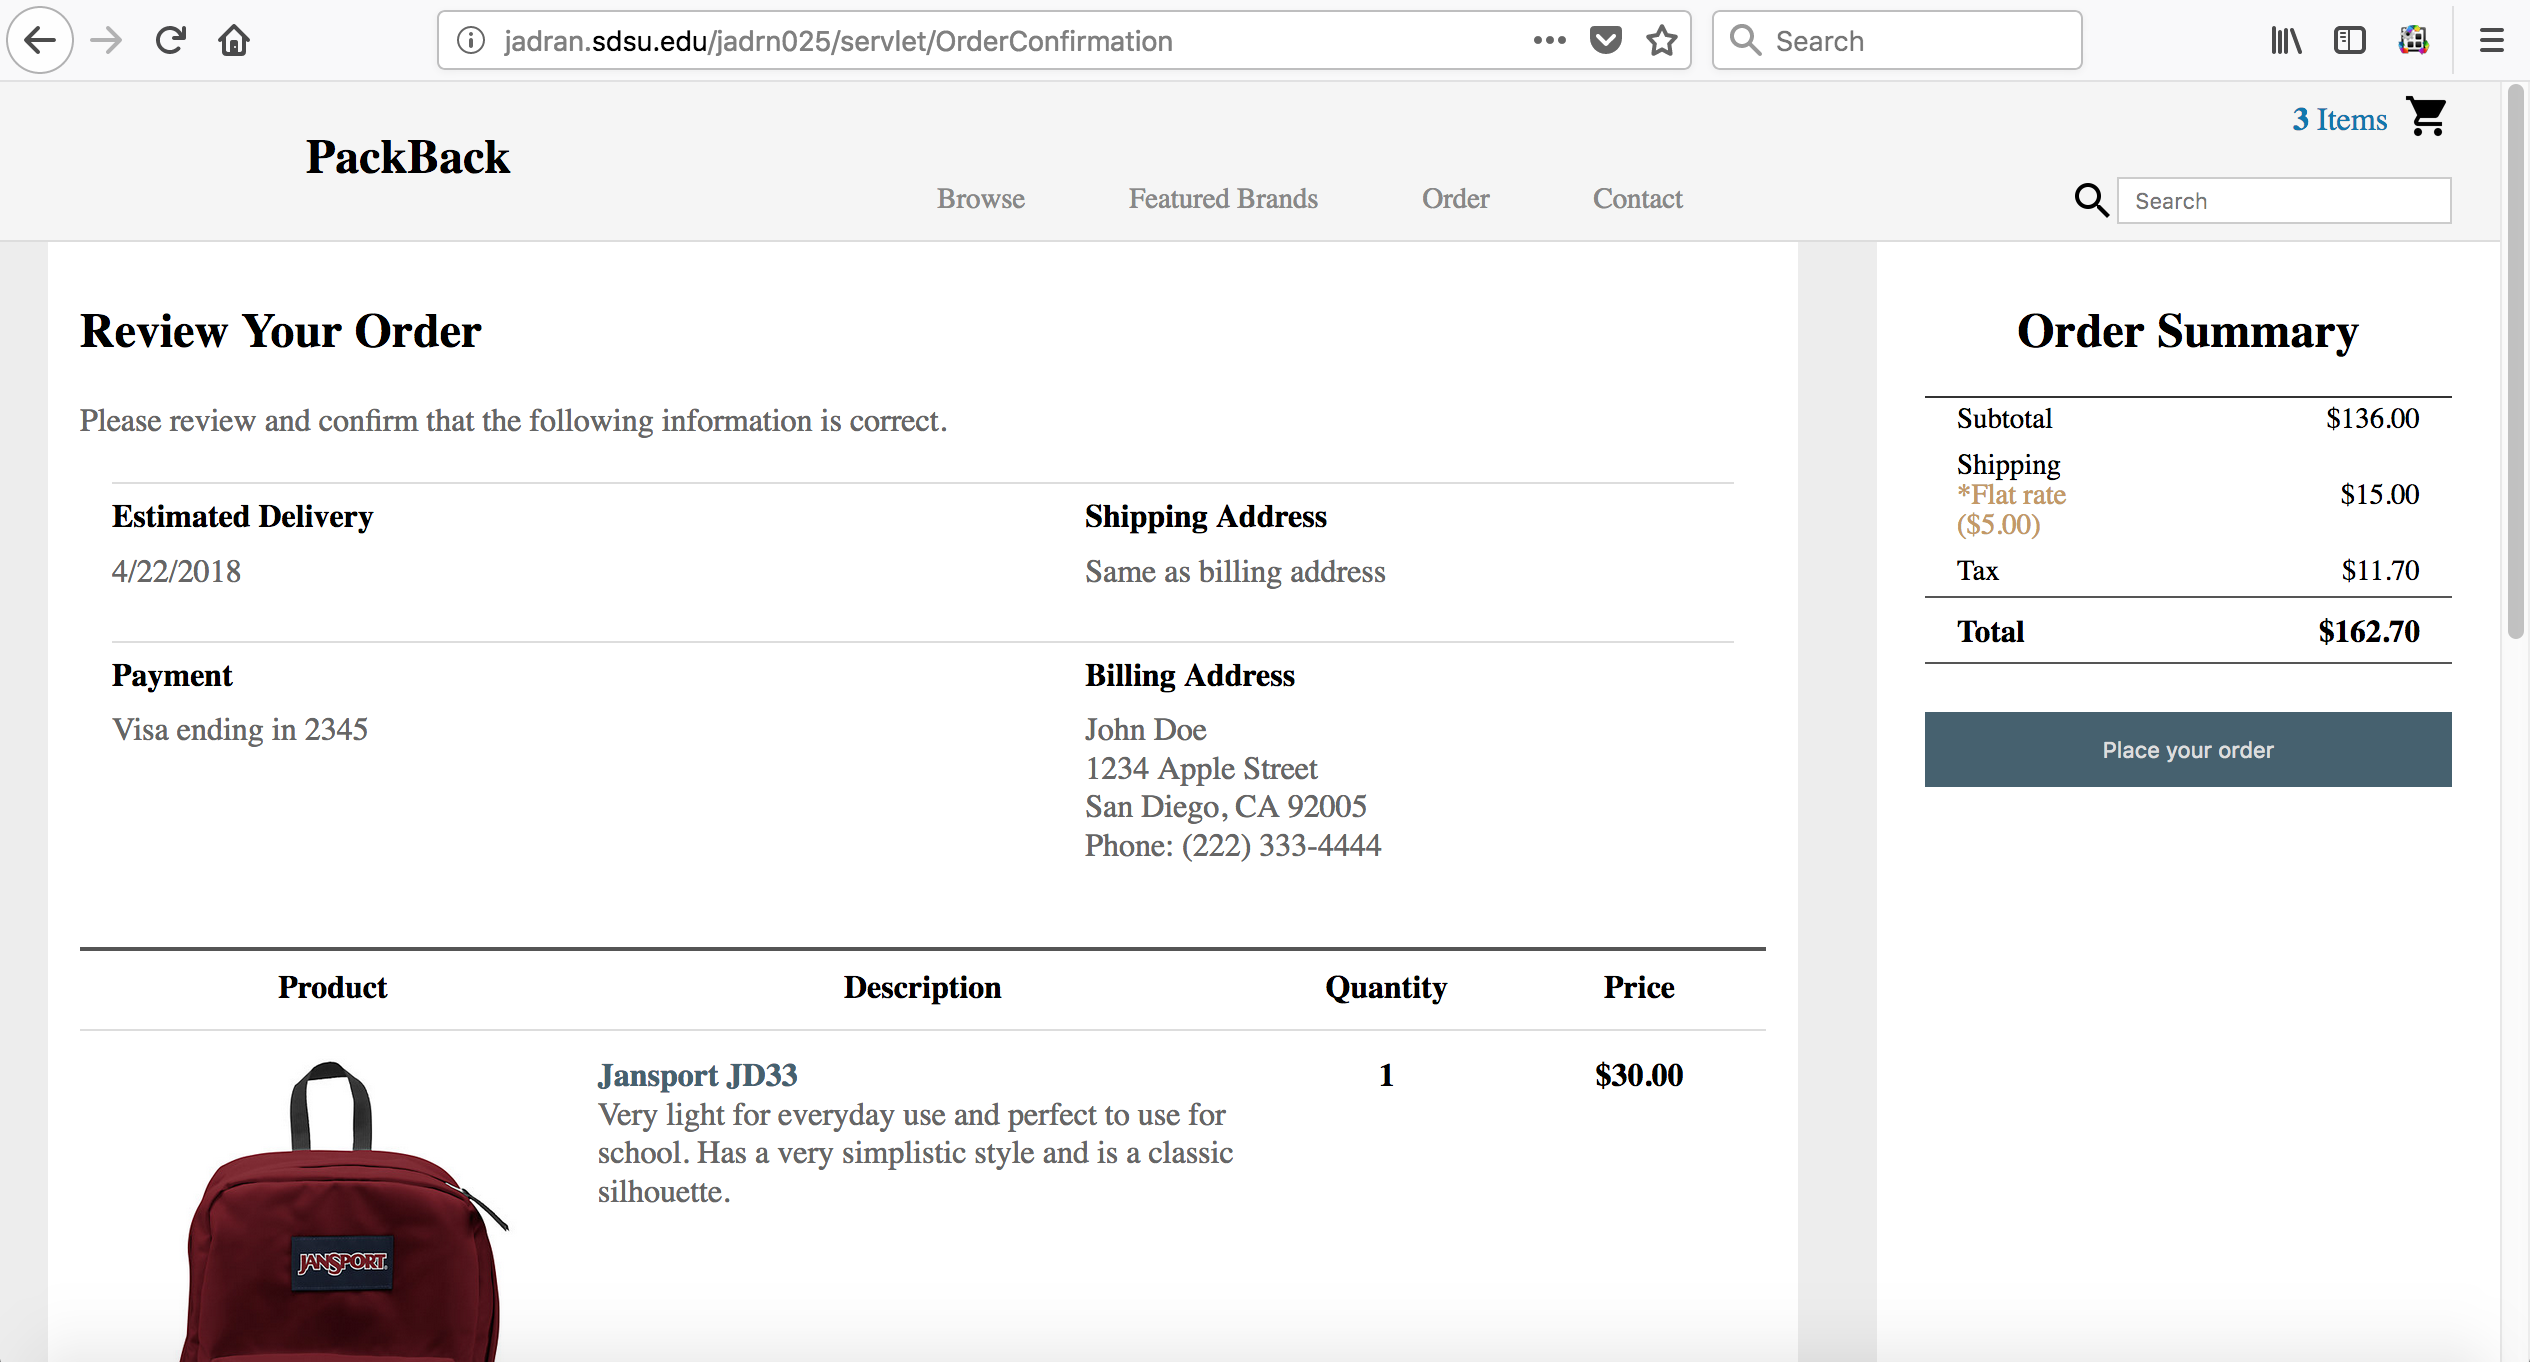 jadran.sdsu.edu/jadrn025/servlet/OrderConfirmation
Search
3 Items
PackBack
Browse
Featured Brands
Order
Contact
Search
Review Your Order
Please review and confirm that the following information is correct.
Estimated Delivery
4/22/2018
Shipping Address
Same as billing address
Payment
Visa ending in 2345
Billing Address
John Doe
1234 Apple Street
San Diego, CA 92005
Phone: (222) 333-4444
Product Description Quantity Price
Jansport JD33 1 $30.00
Very light for everyday use and perfect to use for
school. Has a very simplistic style and is a classic
silhouette.
JANSPORT
Order Summary
Subtotal $136.00
Shipping
*Flat rate $15.00
($5.00)
Tax $11.70
Total $162.70
Place your order